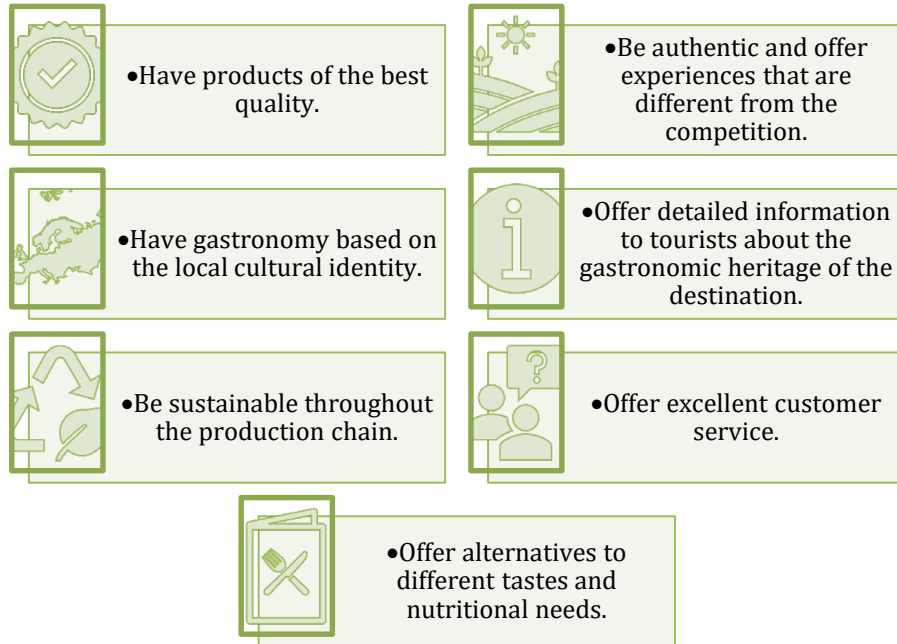 •Have products of the best
quality.
•Be authentic and offer
experiences that are
different from the
competition.
•Have gastronomy based on
the local cultural identity.
•Offer detailed information
to tourists about the
gastronomic heritage of the
destination.
•Be sustainable throughout
the production chain.
•Offer excellent customer
service.
•Offer alternatives to
different tastes and
nutritional needs.